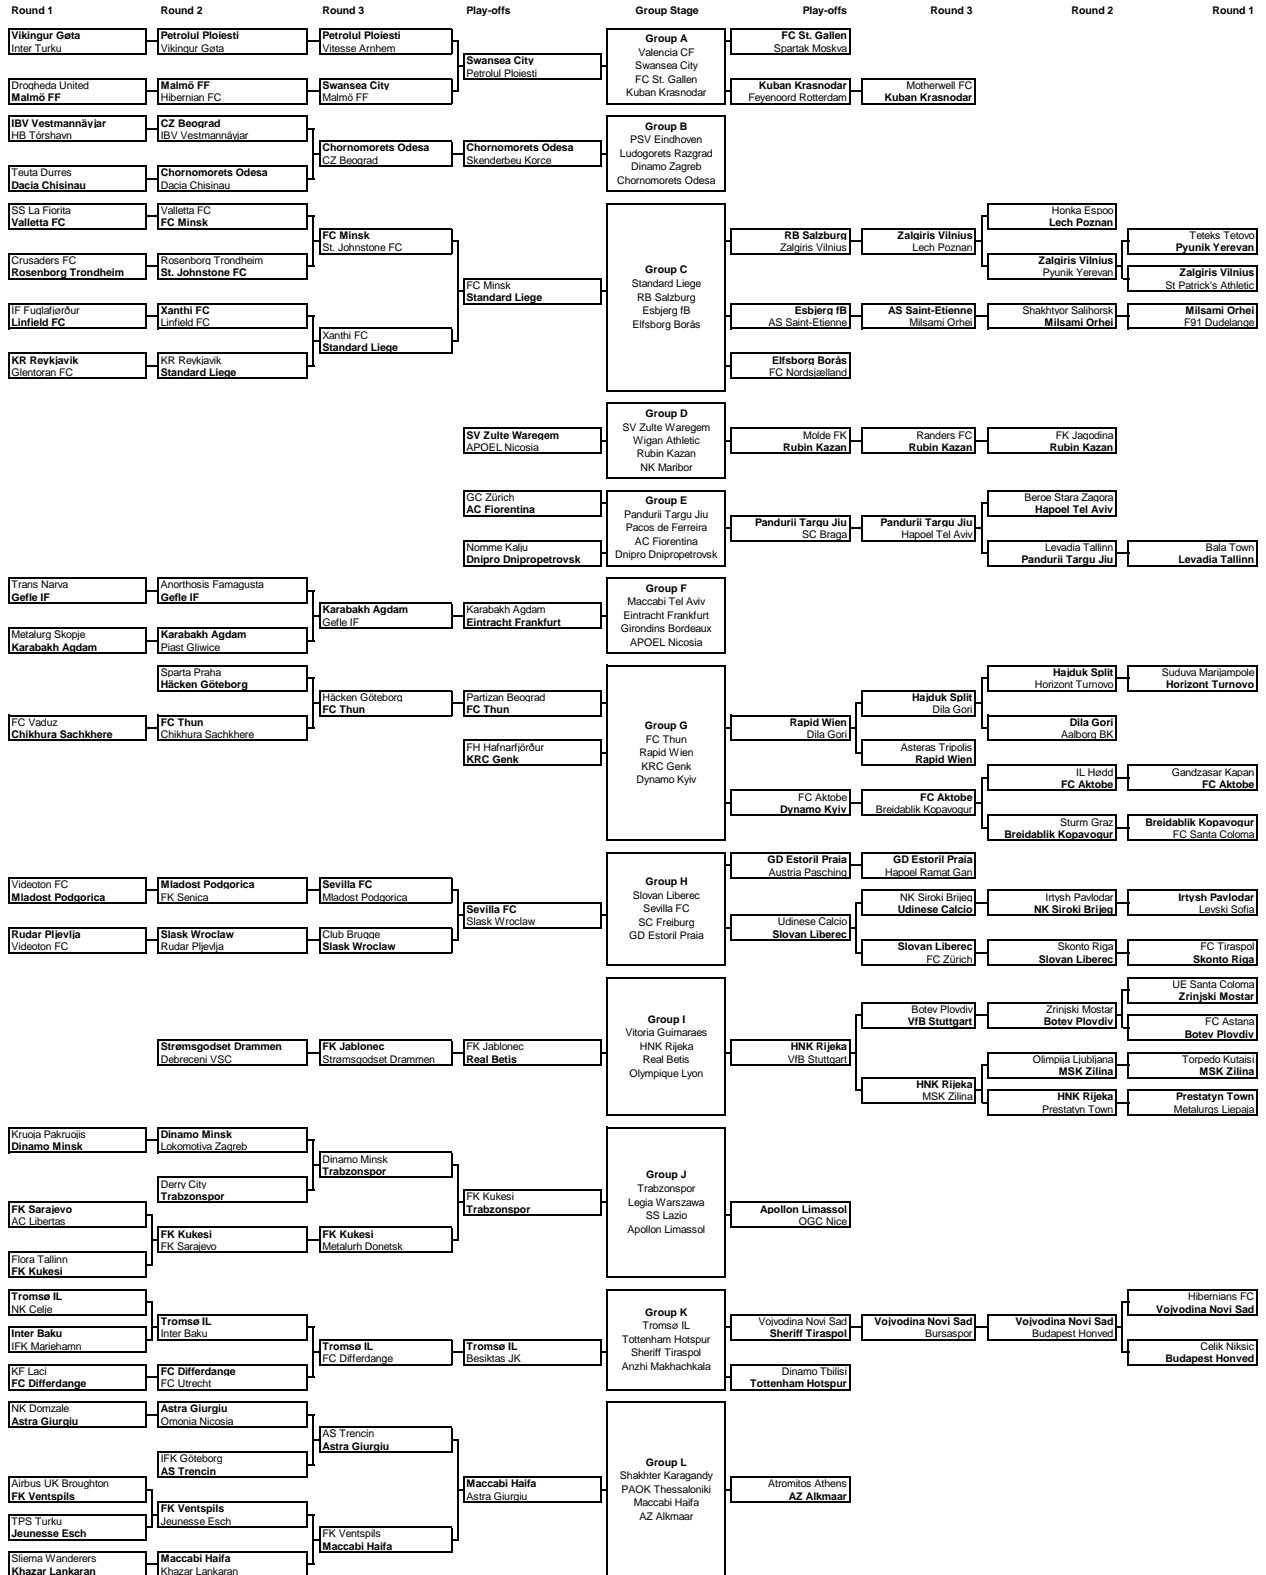 Round 1 Round 2 Round 3 Play-offs Group Stage Play-offs Round 3 Round 2 Round 1
Vikingur Gøta
Inter Turku
Petrolul Ploiesti
Vikingur Gøta
Petrolul Ploiesti
Vitesse Arnhem
Swansea City
Petrolul Ploiesti
Drogheda United
Malmö FF
Malmö FF
Hibernian FC
Swansea City
Malmö FF
Group A
Valencia CF
Swansea City
FC St. Gallen
Kuban Krasnodar
FC St. Gallen
Spartak Moskva
Kuban Krasnodar
Feyenoord Rotterdam
Motherwell FC
Kuban Krasnodar
IBV Vestmannäyjar
HB Tórshavn
CZ Beograd
IBV Vestmannäyjar
Chornomorets Odesa
CZ Beograd
Chornomorets Odesa
Skenderbeu Korce
Teuta Durres
Dacia Chisinau
Chornomorets Odesa
Dacia Chisinau
Group B
PSV Eindhoven
Ludogorets Razgrad
Dinamo Zagreb
Chornomorets Odesa
SS La Fiorita
Valletta FC
Valletta FC
FC Minsk
FC Minsk
St. Johnstone FC
Crusaders FC
Rosenborg Trondheim
Rosenborg Trondheim
St. Johnstone FC
FC Minsk
Standard Liege
IF Fuglafjørður
Linfield FC
Xanthi FC
Linfield FC
Xanthi FC
Standard Liege
KR Reykjavik
Glentoran FC
KR Reykjavik
Standard Liege
Group C
Standard Liege
RB Salzburg
Esbjerg fB
Elfsborg Borås
RB Salzburg
Zalgiris Vilnius
Zalgiris Vilnius
Lech Poznan
Honka Espoo
Lech Poznan
Zalgiris Vilnius
Pyunik Yerevan
Teteks Tetovo
Pyunik Yerevan
Zalgiris Vilnius
St Patrick's Athletic
Esbjerg fB
AS Saint-Etienne
AS Saint-Etienne
Milsami Orhei
Shakhtyor Salihorsk
Milsami Orhei
Milsami Orhei
F91 Dudelange
Elfsborg Borås
FC Nordsjælland
SV Zulte Waregem
APOEL Nicosia
Group D
SV Zulte Waregem
Wigan Athletic
Rubin Kazan
NK Maribor
Molde FK
Rubin Kazan
Randers FC
Rubin Kazan
FK Jagodina
Rubin Kazan
GC Zürich
AC Fiorentina
Nomme Kalju
Dnipro Dnipropetrovsk
Group E
Pandurii Targu Jiu
Pacos de Ferreira
AC Fiorentina
Dnipro Dnipropetrovsk
Pandurii Targu Jiu
SC Braga
Pandurii Targu Jiu
Hapoel Tel Aviv
Beroe Stara Zagora
Hapoel Tel Aviv
Levadia Tallinn
Pandurii Targu Jiu
Bala Town
Levadia Tallinn
Trans Narva
Gefle IF
Anorthosis Famagusta
Gefle IF
Karabakh Agdam
Gefle IF
Karabakh Agdam
Eintracht Frankfurt
Metalurg Skopje
Karabakh Agdam
Karabakh Agdam
Piast Gliwice
Group F
Maccabi Tel Aviv
Eintracht Frankfurt
Girondins Bordeaux
APOEL Nicosia
Sparta Praha
Häcken Göteborg
Häcken Göteborg
FC Thun
Partizan Beograd
FC Thun
FC Vaduz
Chikhura Sachkhere
FC Thun
Chikhura Sachkhere
FH Hafnarfjörður
KRC Genk
Group G
FC Thun
Rapid Wien
KRC Genk
Dynamo Kyiv
Rapid Wien
Dila Gori
Hajduk Split
Dila Gori
Hajduk Split
Horizont Turnovo
Suduva Marijampole
Horizont Turnovo
Dila Gori
Aalborg BK
Asteras Tripolis
Rapid Wien
FC Aktobe
Dynamo Kyiv
FC Aktobe
Breidablik Kopavogur
IL Hødd
FC Aktobe
Gandzasar Kapan
FC Aktobe
Sturm Graz
Breidablik Kopavogur
Breidablik Kopavogur
FC Santa Coloma
Videoton FC
Mladost Podgorica
Mladost Podgorica
FK Senica
Sevilla FC
Mladost Podgorica
Sevilla FC
Slask Wroclaw
Rudar Pljevlja
Videoton FC
Slask Wroclaw
Rudar Pljevlja
Club Brugge
Slask Wroclaw
Group H
Slovan Liberec
Sevilla FC
SC Freiburg
GD Estoril Praia
GD Estoril Praia
Austria Pasching
GD Estoril Praia
Hapoel Ramat Gan
Udinese Calcio
Slovan Liberec
NK Siroki Brijeg
Udinese Calcio
Irtysh Pavlodar
NK Siroki Brijeg
Irtysh Pavlodar
Levski Sofia
Slovan Liberec
FC Zürich
Skonto Riga
Slovan Liberec
FC Tiraspol
Skonto Riga
Strømsgodset Drammen
Debreceni VSC
FK Jablonec
Strømsgodset Drammen
FK Jablonec
Real Betis
Group I
Vitoria Guimaraes
HNK Rijeka
Real Betis
Olympique Lyon
HNK Rijeka
VfB Stuttgart
Botev Plovdiv
VfB Stuttgart
Zrinjski Mostar
Botev Plovdiv
UE Santa Coloma
Zrinjski Mostar
FC Astana
Botev Plovdiv
HNK Rijeka
MSK Zilina
Olimpija Ljubljana
MSK Zilina
Torpedo Kutaisi
MSK Zilina
HNK Rijeka
Prestatyn Town
Prestatyn Town
Metalurgs Liepaja
Kruoja Pakruojis
Dinamo Minsk
Dinamo Minsk
Lokomotiva Zagreb
Dinamo Minsk
Trabzonspor
Derry City
Trabzonspor
FK Kukesi
Trabzonspor
FK Sarajevo
AC Libertas
FK Kukesi
FK Sarajevo
FK Kukesi
Metalurh Donetsk
Flora Tallinn
FK Kukesi
Group J
Trabzonspor
Legia Warszawa
SS Lazio
Apollon Limassol
Apollon Limassol
OGC Nice
Tromsø IL
NK Celje
Tromsø IL
Inter Baku
Inter Baku
IFK Mariehamn
Tromsø IL
FC Differdange
Tromsø IL
Besiktas JK
KF Laci
FC Differdange
FC Differdange
FC Utrecht
Group K
Tromsø IL
Tottenham Hotspur
Sheriff Tiraspol
Anzhi Makhachkala
Vojvodina Novi Sad
Sheriff Tiraspol
Vojvodina Novi Sad
Bursaspor
Vojvodina Novi Sad
Budapest Honved
Hibernians FC
Vojvodina Novi Sad
Celik Niksic
Budapest Honved
Dinamo Tbilisi
Tottenham Hotspur
NK Domzale
Astra Giurgiu
Astra Giurgiu
Omonia Nicosia
AS Trencin
Astra Giurgiu
IFK Göteborg
AS Trencin
Maccabi Haifa
Astra Giurgiu
Airbus UK Broughton
FK Ventspils
FK Ventspils
Jeunesse Esch
TPS Turku
Jeunesse Esch
FK Ventspils
Maccabi Haifa
Sliema Wanderers
Khazar Lankaran
Maccabi Haifa
Khazar Lankaran
Group L
Shakhter Karagandy
PAOK Thessaloniki
Maccabi Haifa
AZ Alkmaar
Atromitos Athens
AZ Alkmaar